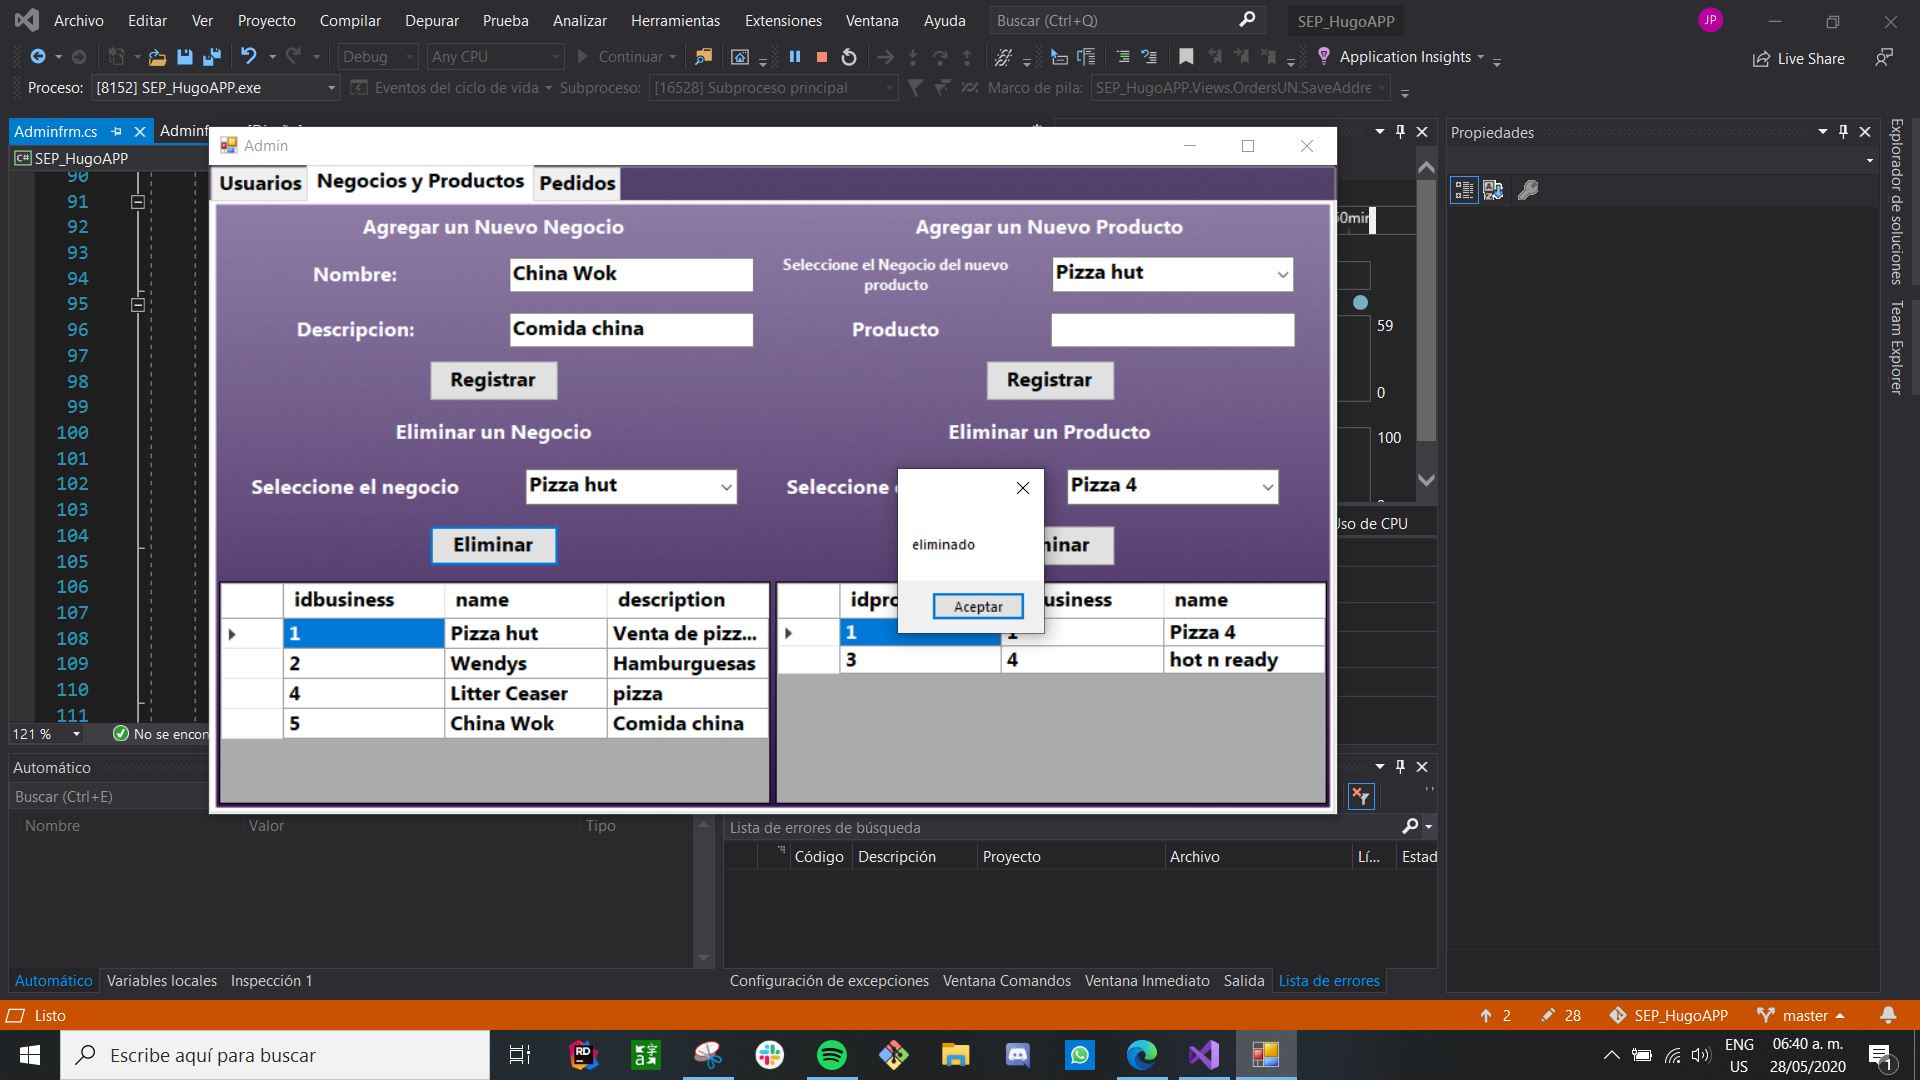 Archivo Editar Ver Proyecto Compilar Depurar Prueba Analizar Herramientas Extensiones Ventana Ayuda Buscar (Ctrl+Q) SEP_HugoAPP JP
Debug Any CPU Continuar Application Insights Live Share
Proceso: [8152] SEP_HugoAPP.exe Eventos del ciclo de vida Subproceso: [16528] Subproceso principal Marco de pila: SEP_HugoAPP.Views.OrdersUN.SaveAddre
Adminfrm.cs
Admin
Propiedades
SEP_HugoAPP
Usuarios Negocios y Productos Pedidos
Agregar un Nuevo Negocio
Nombre: China Wok
Descripcion: Comida china
Registrar
Eliminar un Negocio
Seleccione el negocio Pizza hut
Eliminar
Agregar un Nuevo Producto
Seleccione el Negocio del nuevo
producto
Pizza hut
Producto
Registrar
Eliminar un Producto
Seleccione
Pizza 4
eliminado
Aceptar
idbusiness name description
1 Pizza hut Venta de pizz...
2 Wendys Hamburguesas
4 Litter Ceaser pizza
5 China Wok Comida china
name
1 Pizza 4
3 4 hot n ready
90
91
92
93
94
95
96
97
98
99
100
101
102
103
104
105
106
107
108
109
110
111
59
0
100
Uso de CPU
Explorador de soluciones
Team Explorer
121 % No se encon
Automático
Buscar (Ctrl+E)
Nombre Valor Tipo
Automático Variables locales Inspección 1
Lista de errores de búsqueda
Código Descripción Proyecto Archivo Lí... Estad
Configuración de excepciones Ventana Comandos Ventana Inmediato Salida Lista de errores
Listo 2 28 SEP_HugoAPP master
Escribe aquí para buscar
RD
ENG
US
06:40 a. m.
28/05/2020
1